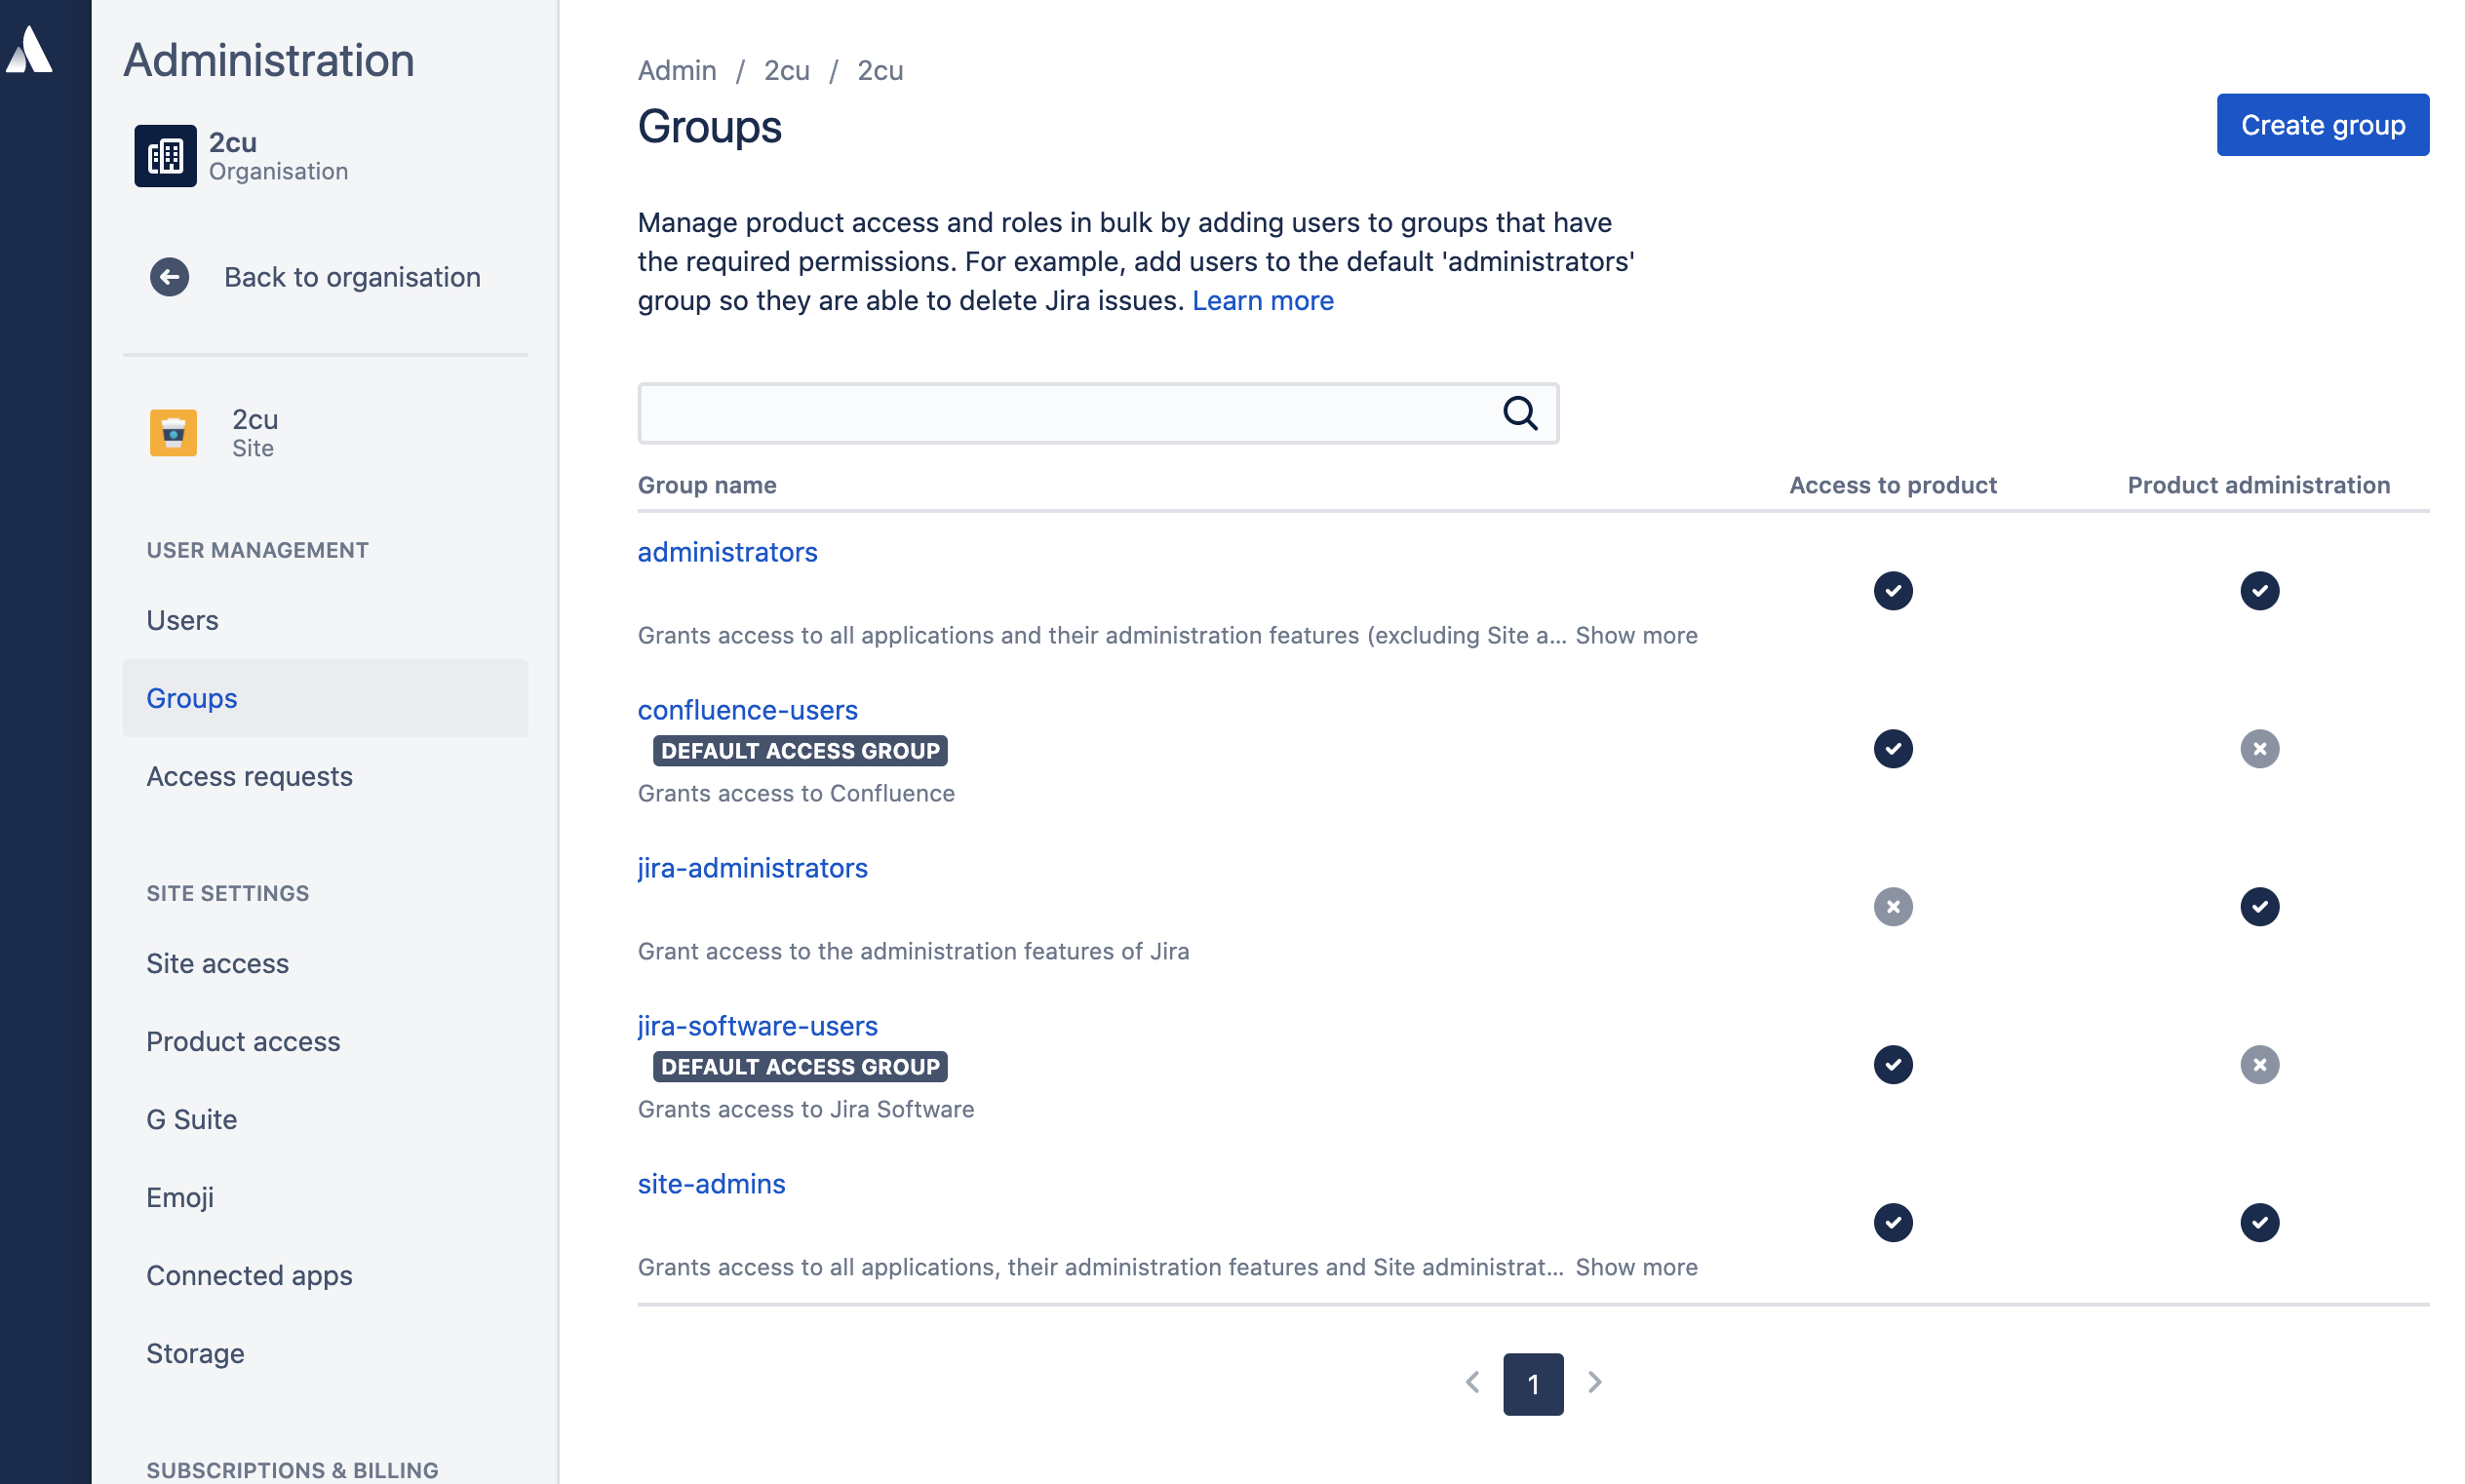 Administration
2cu
Organisation
Back to organisation
2cu
Site
USER MANAGEMENT
Users
Groups
Access requests
SITE SETTINGS
Site access
Product access
G Suite
Emoji
Connected apps
Storage
SUBSCRIPTIONS & BILLING
Admin / 2cu / 2cu
Groups
Create group
Manage product access and roles in bulk by adding users to groups that have
the required permissions. For example, add users to the default 'administrators'
group so they are able to delete Jira issues. Learn more
Group name Access to product Product administration
administrators
Grants access to all applications and their administration features (excluding Site a... Show more
confluence-users
DEFAULT ACCESS GROUP
Grants access to Confluence
jira-administrators
Grant access to the administration features of Jira
jira-software-users
DEFAULT ACCESS GROUP
Grants access to Jira Software
site-admins
Grants access to all applications, their administration features and Site administrat... Show more
1